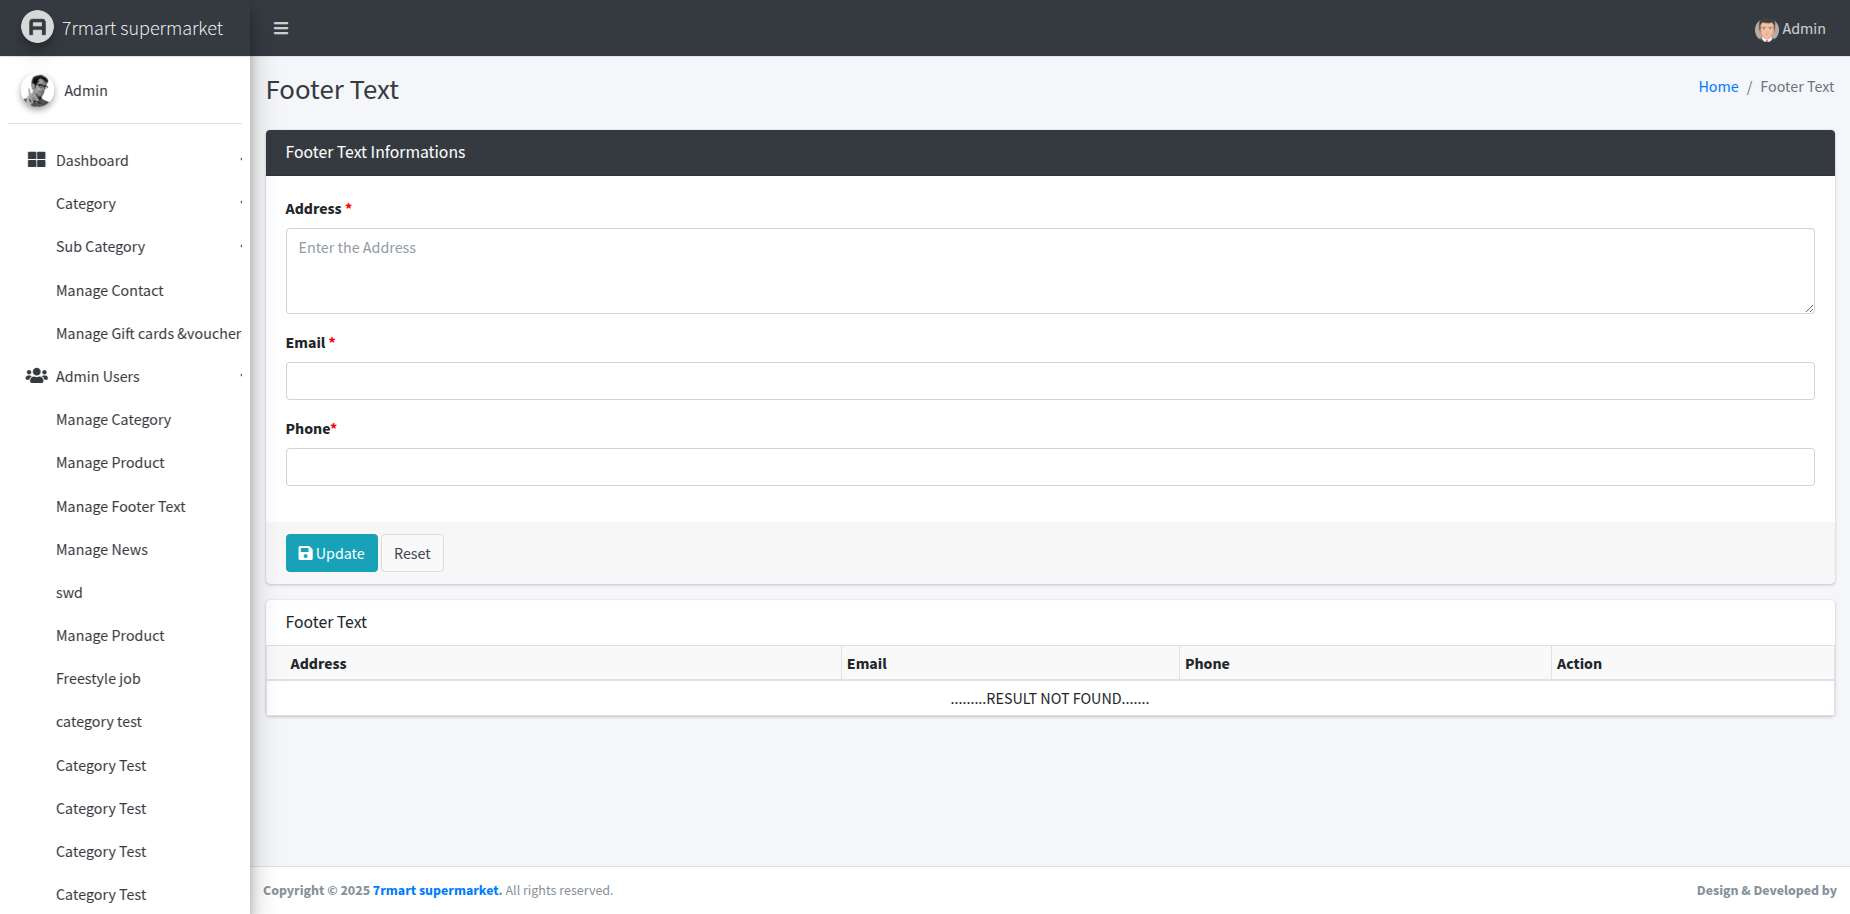 7rmart supermarket
Admin
Admin
Dashboard
Category
Sub Category
Manage Contact
Manage Gift cards &voucher
Admin Users
Manage Category
Manage Product
Manage Footer Text
Manage News
swd
Manage Product
Freestyle job
category test
Category Test
Category Test
Category Test
Category Test
Footer Text
Home / Footer Text
Footer Text Informations
Address *
Enter the Address
Email *
Phone*
Update
Reset
Footer Text
Address Email Phone Action
.........RESULT NOT FOUND.......
Copyright © 2025 7rmart supermarket. All rights reserved.
Design & Developed by